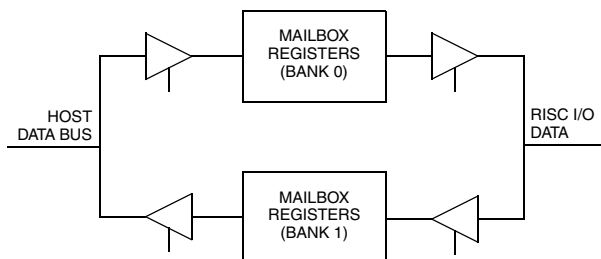 MAILBOX
REGISTERS
(BANK 0)
HOST
DATA BUS
RISC I/O
DATA
MAILBOX
REGISTERS
(BANK 1)